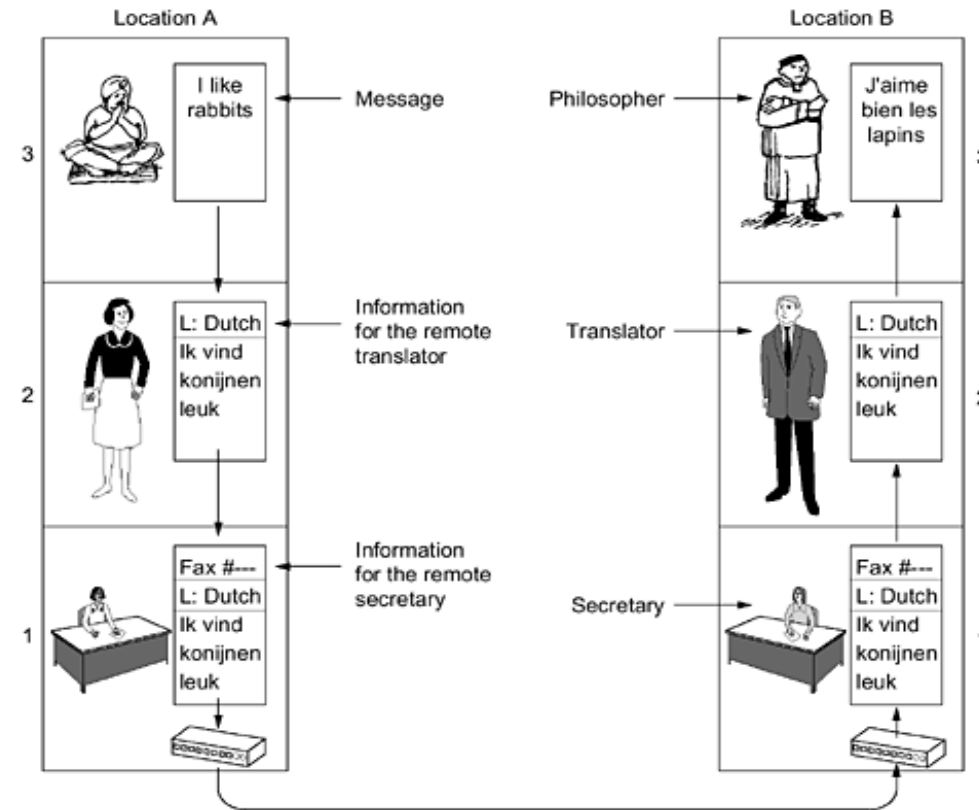 Location A
Location B
I like
rabbits
Message
Philosopher
J'aime
bien les
lapins
3
3
L: Dutch
Ik vind
konijnen
leuk
Information
for the remote
translator
Translator
L: Dutch
Ik vind
konijnen
leuk
2
2
Fax #---
L: Dutch
Ik vind
konijnen
leuk
Information
for the remote
secretary
Secretary
Fax #---
L: Dutch
Ik vind
konijnen
leuk
1